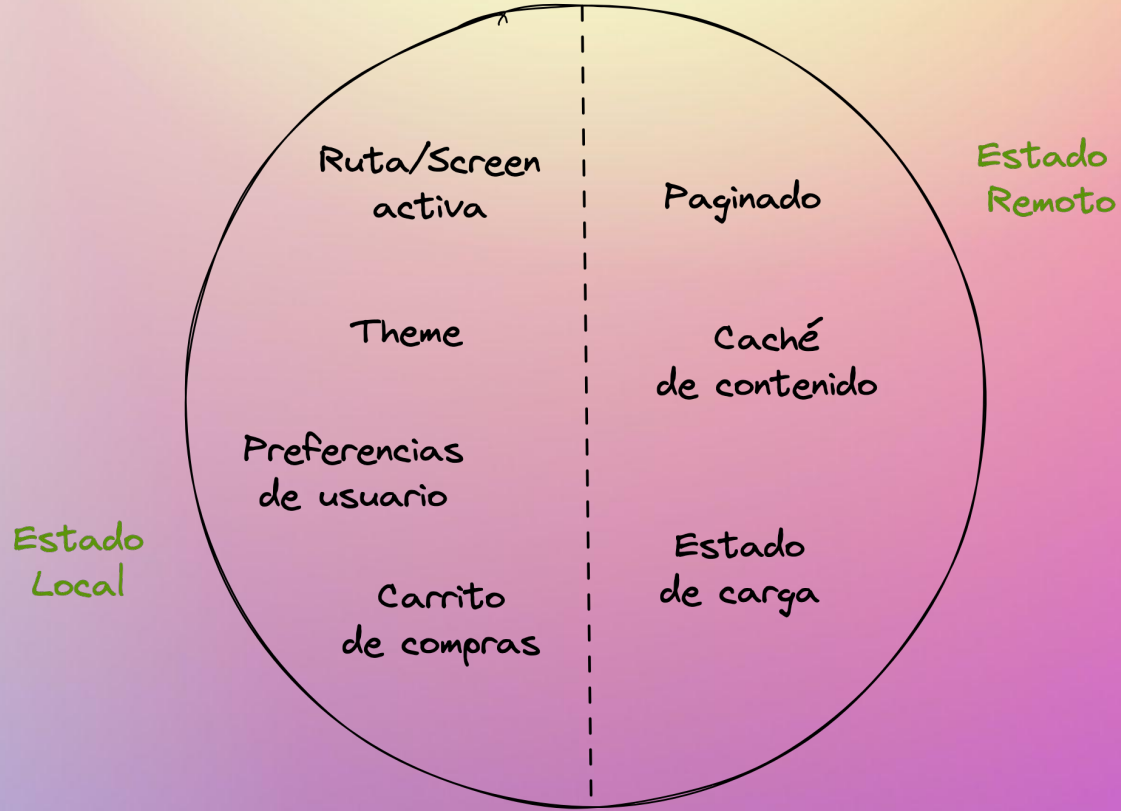 Ruta/Screen
activa
Theme
Preferencias
de usuario
Carrito
de compras
Estado
Local
Paginado
Caché
de contenido
Estado
de carga
Estado
Remoto